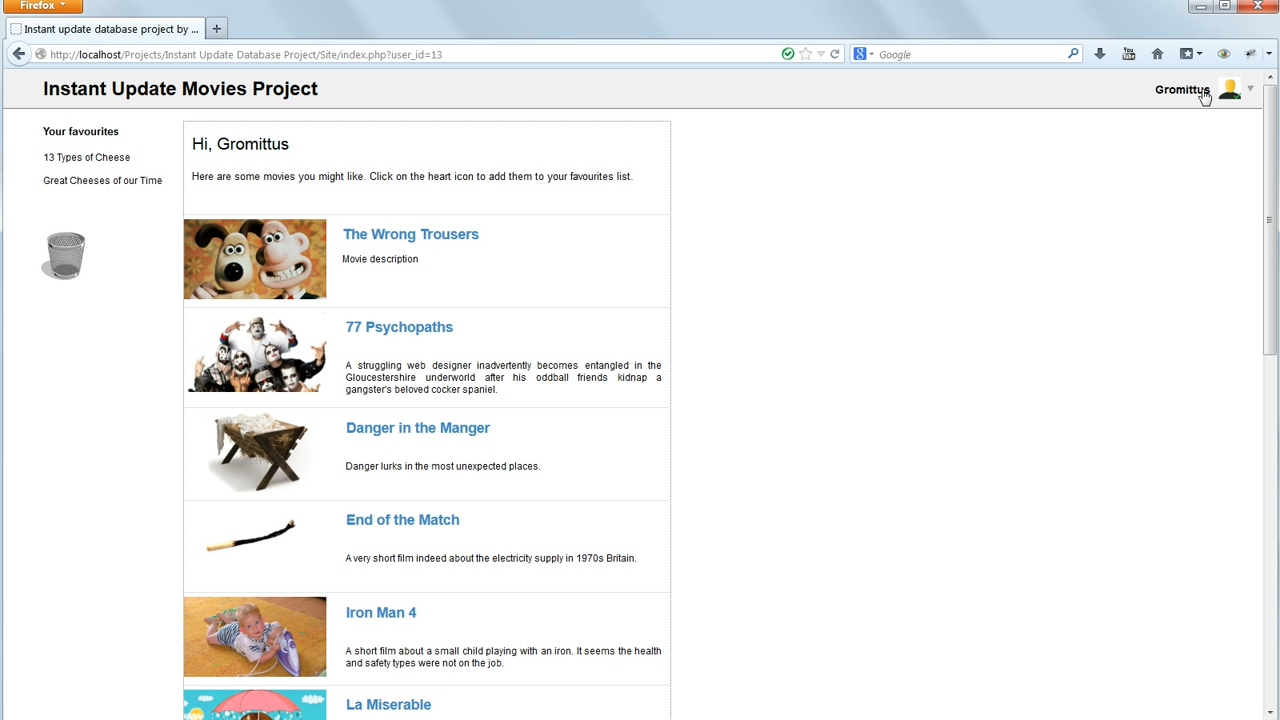 Firefox
Instant update database project by ...
http://localhost/Projects/Instant Update Database Project/Site/index.php?user_id=13
Google
Instant Update Movies Project
Gromittus
Your favourites
13 Types of Cheese
Great Cheeses of our Time
Hi, Gromittus
Here are some movies you might like. Click on the heart icon to add them to your favourites list.
The Wrong Trousers
Movie description
77 Psychopaths
A struggling web designer inadvertently becomes entangled in the
Gloucestershire underworld after his oddball friends kidnap a
gangster's beloved cocker spaniel.
Danger in the Manger
Danger lurks in the most unexpected places.
End of the Match
A very short film indeed about the electricity supply in 1970s Britain.
Iron Man 4
A short film about a small child playing with an iron. It seems the health
and safety types were not on the job.
La Miserable